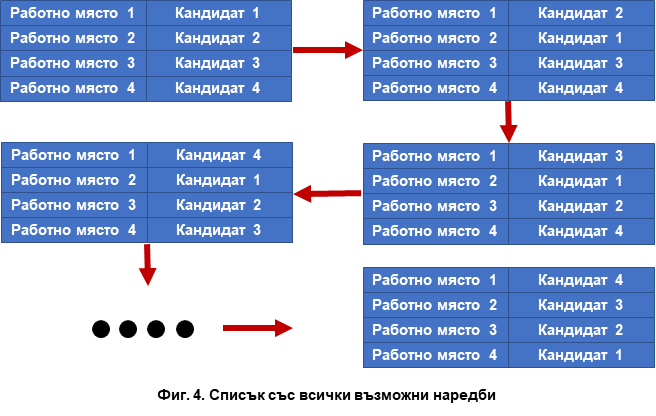 Работно място 1 Кандидат 1
Работно място 2 Кандидат 2
Работно място 3 Кандидат 3
Работно място 4 Кандидат 4
Работно място 1 Кандидат 2
Работно място 2 Кандидат 1
Работно място 3 Кандидат 3
Работно място 4 Кандидат 4
Работно място 1 Кандидат 3
Работно място 2 Кандидат 1
Работно място 3 Кандидат 2
Работно място 4 Кандидат 4
Работно място 1 Кандидат 4
Работно място 2 Кандидат 1
Работно място 3 Кандидат 2
Работно място 4 Кандидат 3
Работно място 1 Кандидат 4
Работно място 2 Кандидат 3
Работно място 3 Кандидат 2
Работно място 4 Кандидат 1
Фиг. 4. Списък със всички възможни наредби